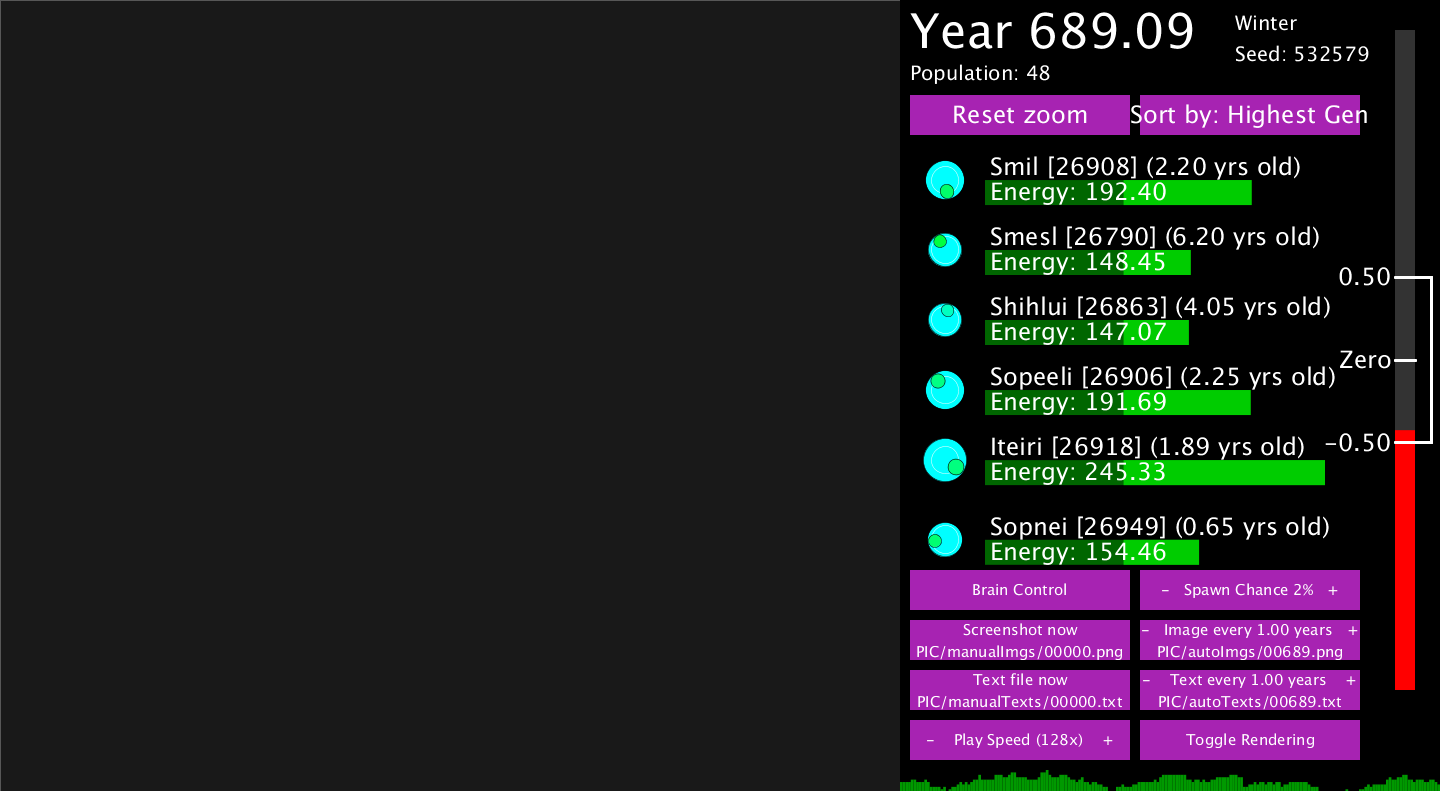 Year 689.09
Winter
Seed: 532579
Population: 48
Reset zoom
Sort by: Highest Gen
Smil [26908] (2.20 yrs old)
Energy: 192.40
Smesl [26790] (6.20 yrs old)
Energy: 148.45
Shihlui [26863] (4.05 yrs old)
Energy: 147.07
Sopeeli [26906] (2.25 yrs old)
Energy: 191.69
Iteiri [26918] (1.89 yrs old)
Energy: 245.33
Sopnei [26949] (0.65 yrs old)
Energy: 154.46
0.50
Zero
-0.50
Brain Control
- Spawn Chance 2% +
Screenshot now
PIC/manualImgs/00000.png
- Image every 1.00 years +
PIC/autoImgs/00689.png
Text file now
PIC/manualTexts/00000.txt
- Text every 1.00 years +
PIC/autoTexts/00689.txt
- Play Speed (128x) +
Toggle Rendering